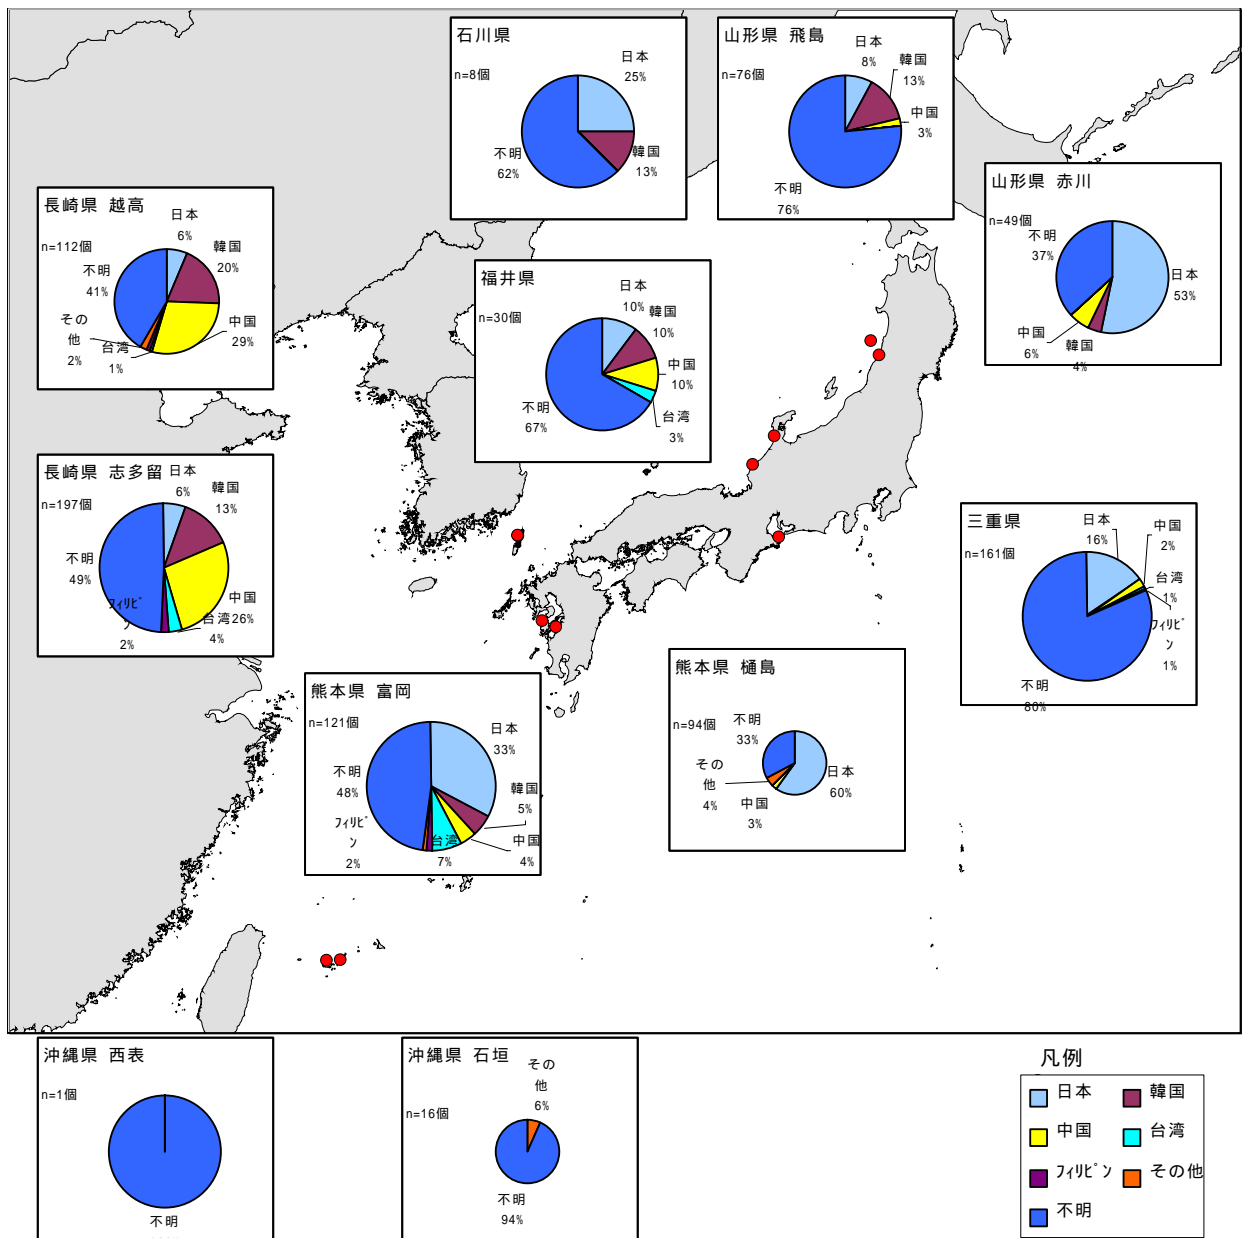 石川県
n=8個
日本
25%
韓国
13%
不明
62%
山形県 飛島
n=76個
日本
8%
韓国
13%
中国
3%
不明
76%
山形県 赤川
n=49個
不明
37%
日本
53%
中国
6%
韓国
4%
長崎県 越高
n=112個
日本
6%
韓国
20%
不明
41%
その
他
2%
台湾
1%
中国
29%
福井県
n=30個
日本
10%
韓国
10%
中国
10%
不明
67%
台湾
3%
長崎県 志多留
n=197個
日本
6%
韓国
13%
不明
49%
フィリピ
ン
2%
台湾
4%
中国
26%
三重県
n=161個
日本
16%
中国
2%
台湾
1%
フィリピ
ン
1%
不明
80%
熊本県 富岡
n=121個
日本
33%
不明
48%
韓国
5%
フィリピ
ン
2%
台湾
7%
中国
4%
熊本県 樋島
n=94個
不明
33%
その
他
4%
中国
3%
日本
60%
沖縄県 西表
n=1個
不明
沖縄県 石垣
n=16個
その
他
6%
不明
94%
凡例
日本
韓国
中国
台湾
フィリピン
その他
不明